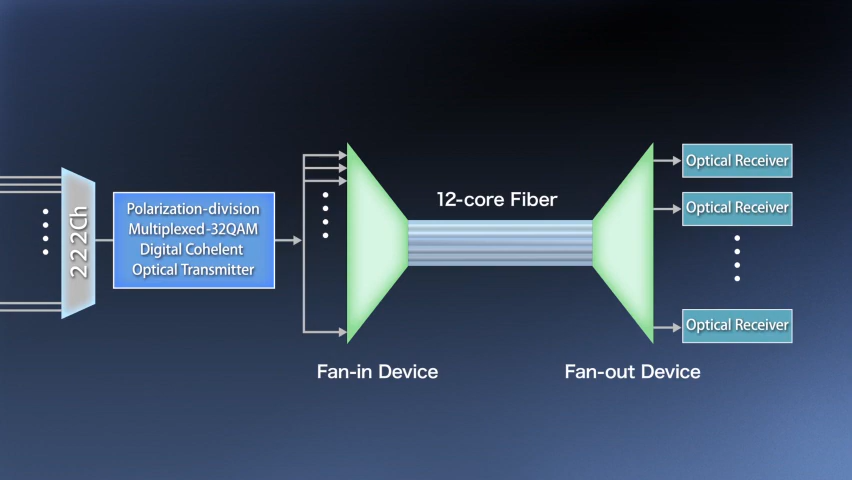 222Ch
Polarization-division
Multiplexed-32QAM
Digital Cohelent
Optical Transmitter
12-core Fiber
Fan-in Device
Fan-out Device
Optical Receiver
Optical Receiver
Optical Receiver